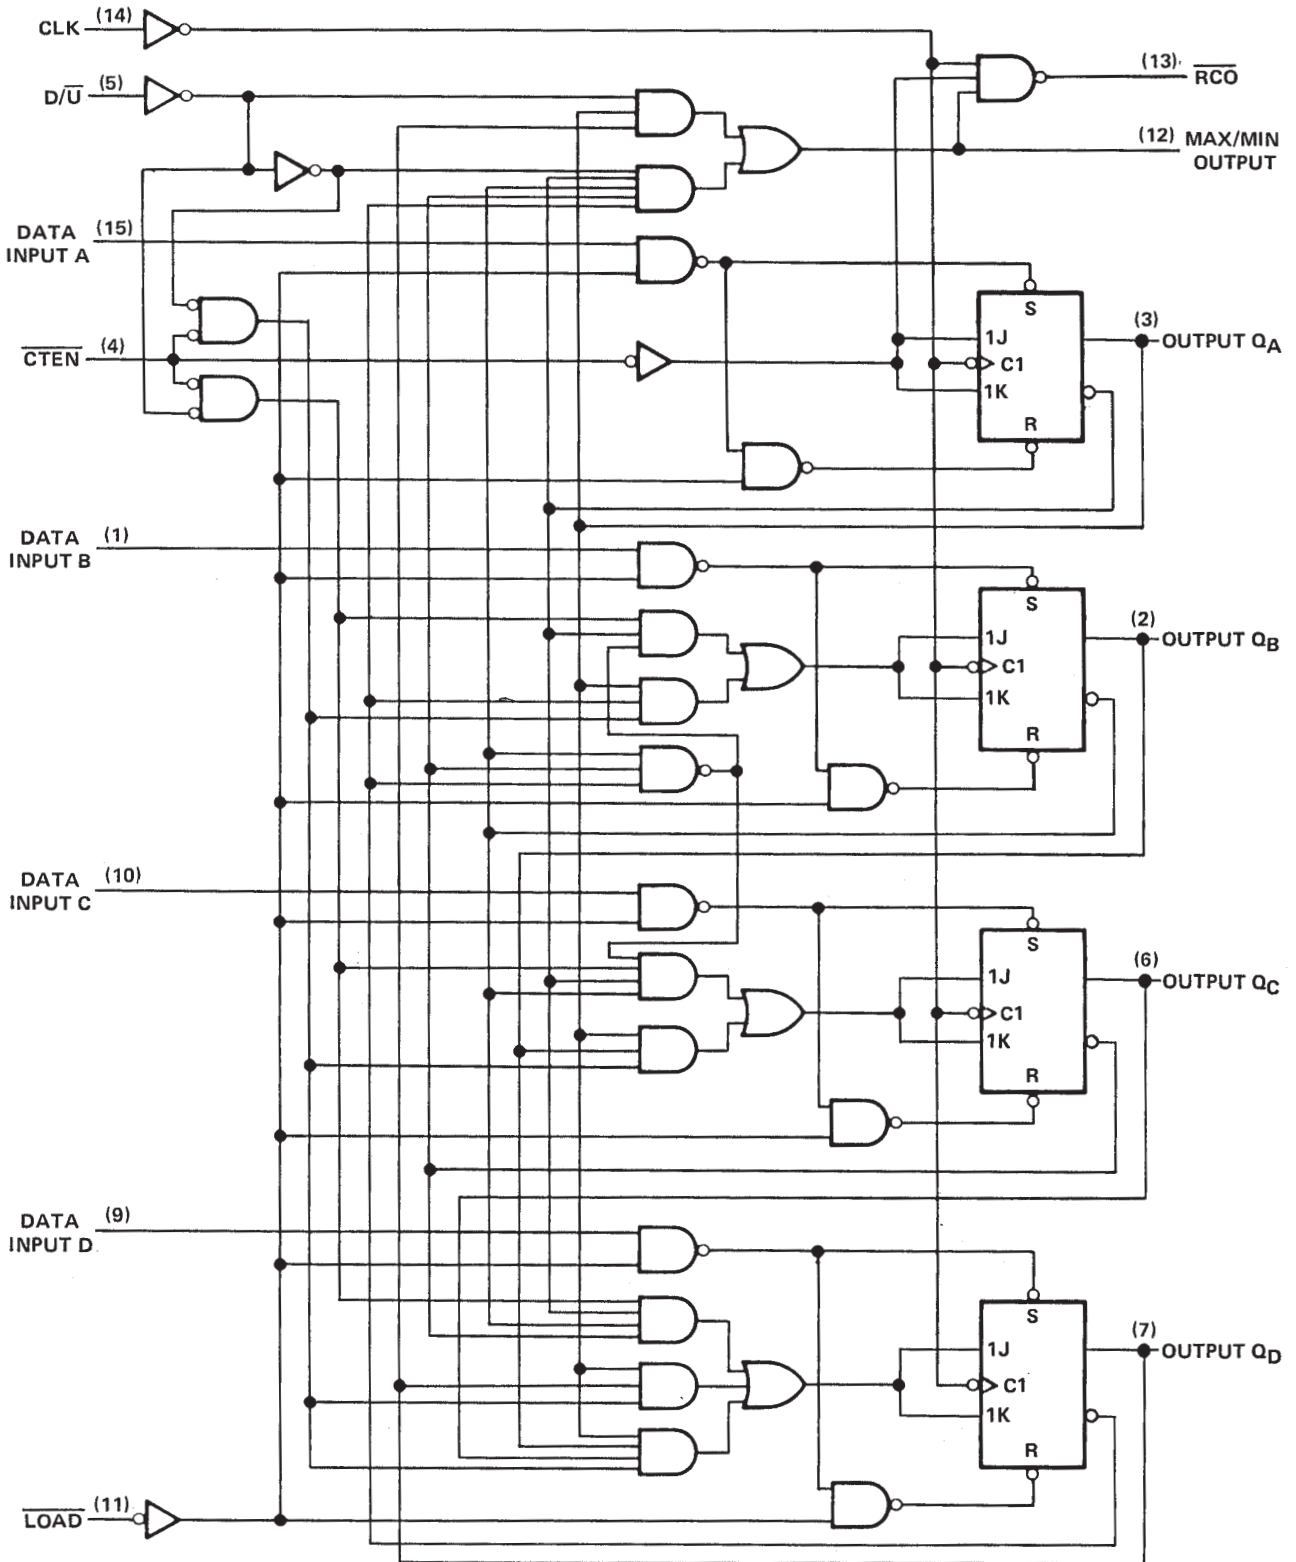 CLK (14)
(13) RCO
D/U (5)
(12) MAX/MIN
OUTPUT
DATA (15)
INPUT A
S
(3)
1J
OUTPUT QA
CTEN (4)
C1
1K
R
DATA (1)
INPUT B
S
(2)
1J
OUTPUT QB
C1
1K
R
DATA (10)
INPUT C
S
(6)
1J
OUTPUT QC
C1
1K
R
DATA (9)
INPUT D
S
(7)
1J
OUTPUT QD
C1
1K
R
LOAD (11)